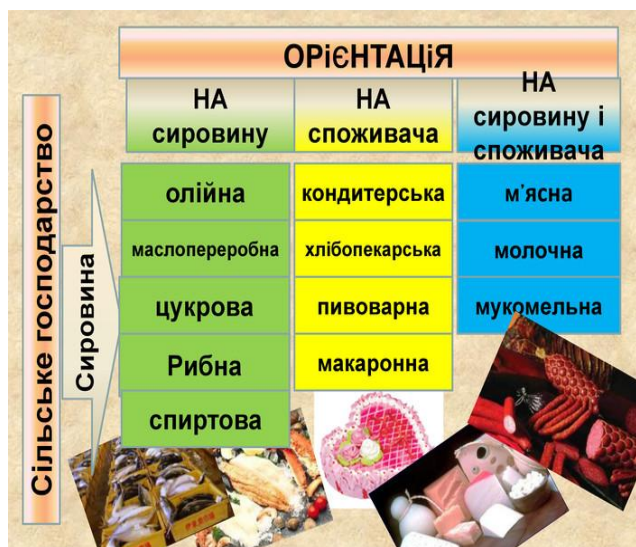 ОРіЄНТАЦіЯ
НА
сировину
НА
споживача
НА
сировину і
споживача
Сільське господарство
Сировина
олійна
кондитерська
м'ясна
маслопереробна
хлібопекарська
молочна
цукрова
пивоварна
мукомельна
Рибна
макаронна
спиртова